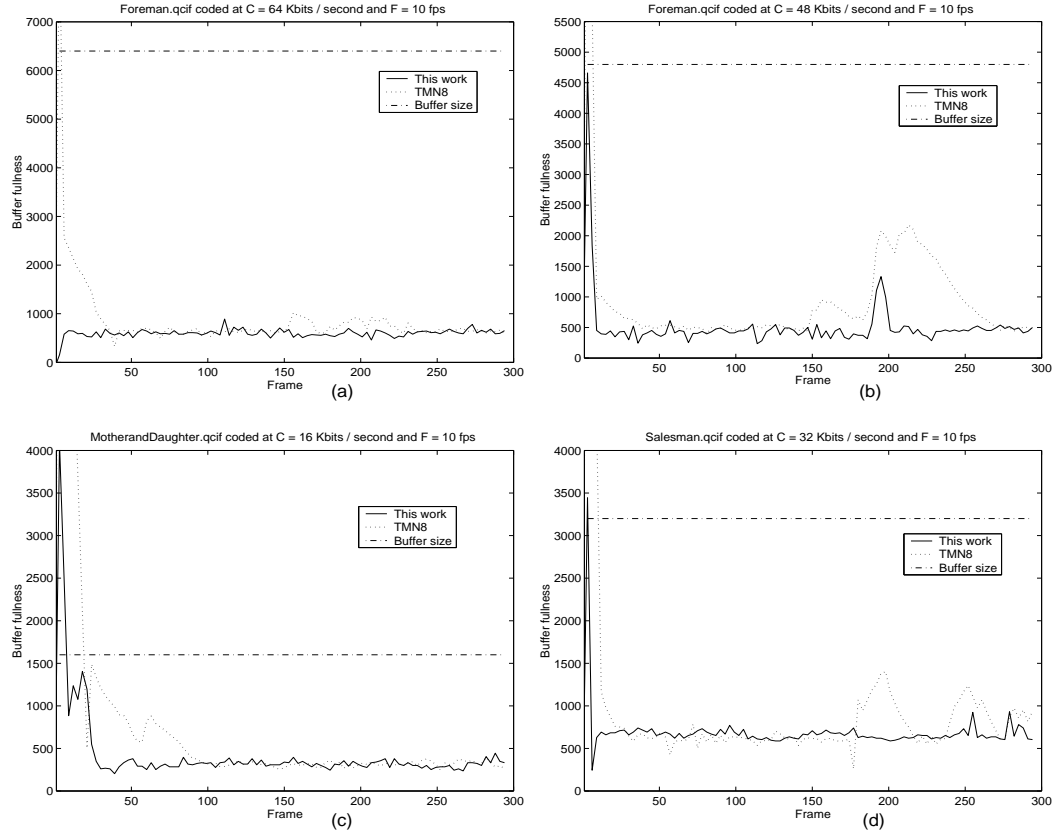 Foreman.qcif coded at C = 64 Kbits / second and F = 10 fps
7000
6000
5000
4000
3000
2000
1000
0
Buffer fullness
This work
TMN8
Buffer size
50 100 150 200 250 300
Frame
(a)
Foreman.qcif coded at C = 48 Kbits / second and F = 10 fps
5500
5000
4500
4000
3500
3000
2500
2000
1500
1000
500
0
Buffer fullness
This work
TMN8
Buffer size
50 100 150 200 250 300
Frame
(b)
MotherandDaughter.qcif coded at C = 16 Kbits / second and F = 10 fps
4000
3500
3000
2500
2000
1500
1000
500
0
Buffer fullness
This work
TMN8
Buffer size
50 100 150 200 250 300
Frame
(c)
Salesman.qcif coded at C = 32 Kbits / second and F = 10 fps
4000
3500
3000
2500
2000
1500
1000
500
0
Buffer fullness
This work
TMN8
Buffer size
50 100 150 200 250 300
Frame
(d)